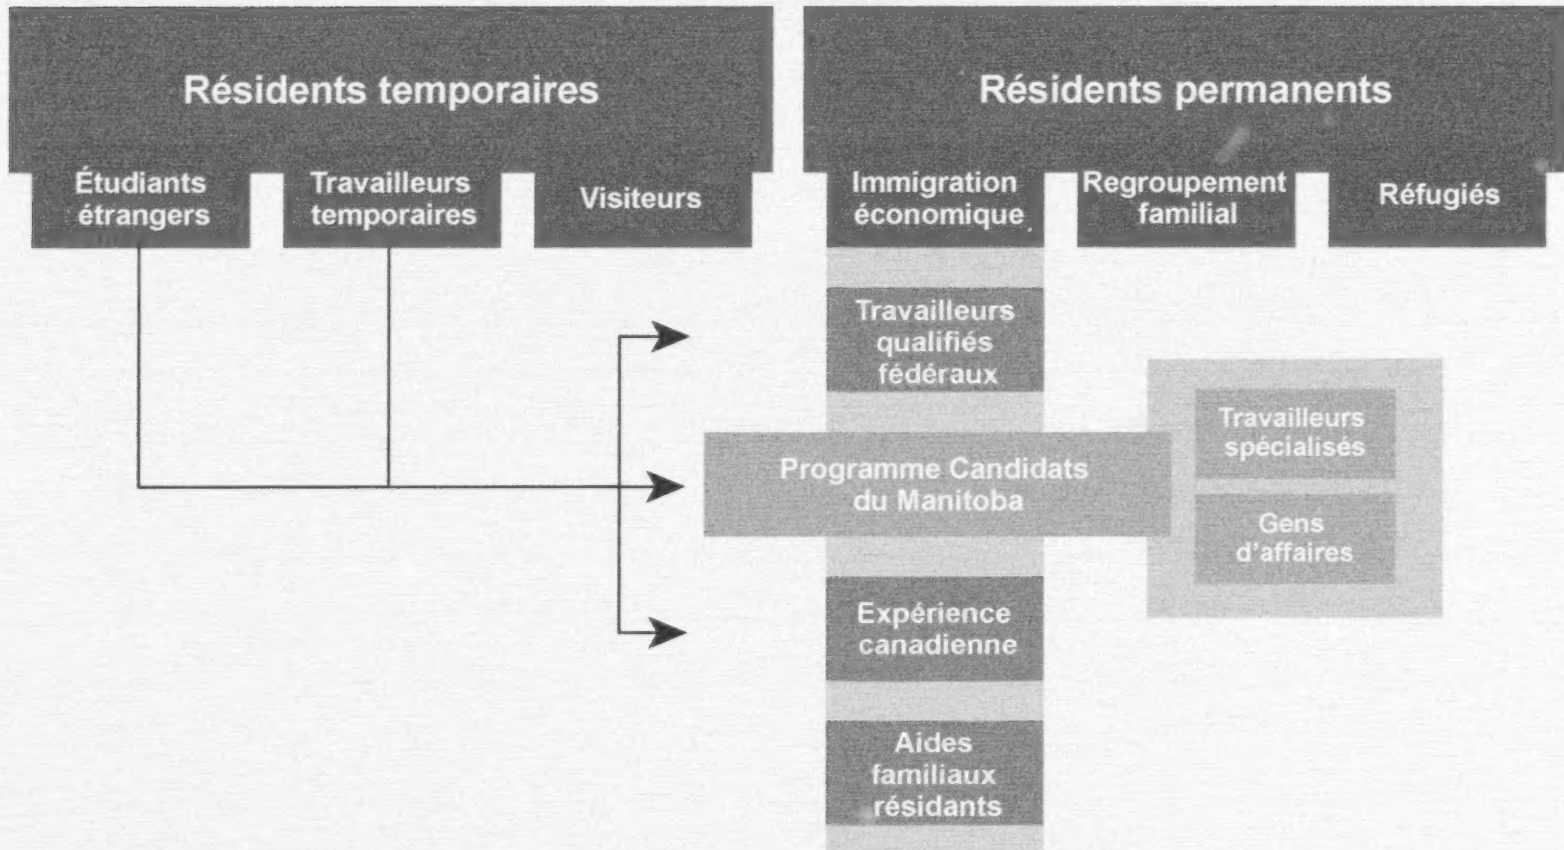 Résidents temporaires
Étudiants
étrangers
Travailleurs
temporaires
Visiteurs
Résidents permanents
Immigration
économique
Regroupement
familial
Réfugiés
Travailleurs
qualifiés
fédéraux
Programme Candidats
du Manitoba
Travailleurs
spécialisés
Gens
d'affaires
Expérience
canadienne
Aides
familiaux
résidants